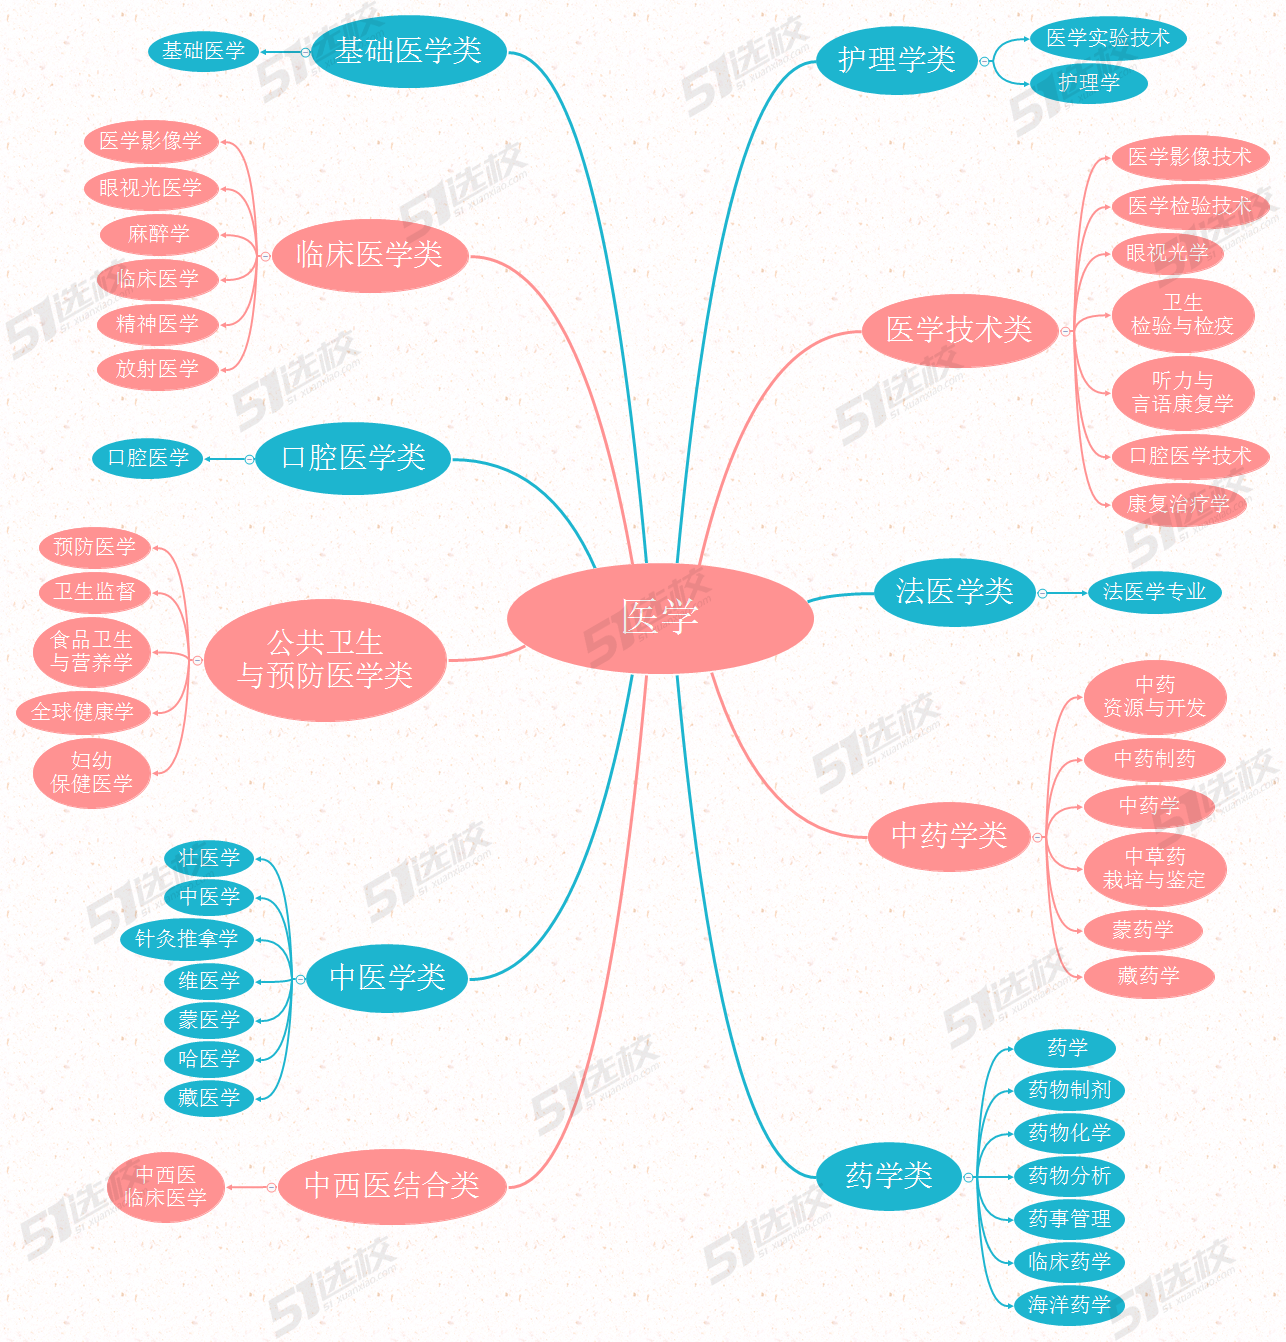 医学
基础医学类
基础医学
临床医学类
医学影像学
眼视光医学
麻醉学
临床医学
精神医学
放射医学
口腔医学类
口腔医学
公共卫生
与预防医学类
预防医学
卫生监督
食品卫生
与营养学
全球健康学
妇幼
保健医学
中医学类
壮医学
中医学
针灸推拿学
维医学
蒙医学
哈医学
藏医学
中西医结合类
中西医
临床医学
护理学类
医学实验技术
护理学
医学技术类
医学影像技术
医学检验技术
眼视光学
卫生
检验与检疫
听力与
言语康复学
口腔医学技术
康复治疗学
法医学类
法医学专业
中药学类
中药
资源与开发
中药制药
中药学
中草药
栽培与鉴定
蒙药学
藏药学
药学类
药学
药物制剂
药物化学
药物分析
药事管理
临床药学
海洋药学
51选校
51 xuanxiao.com